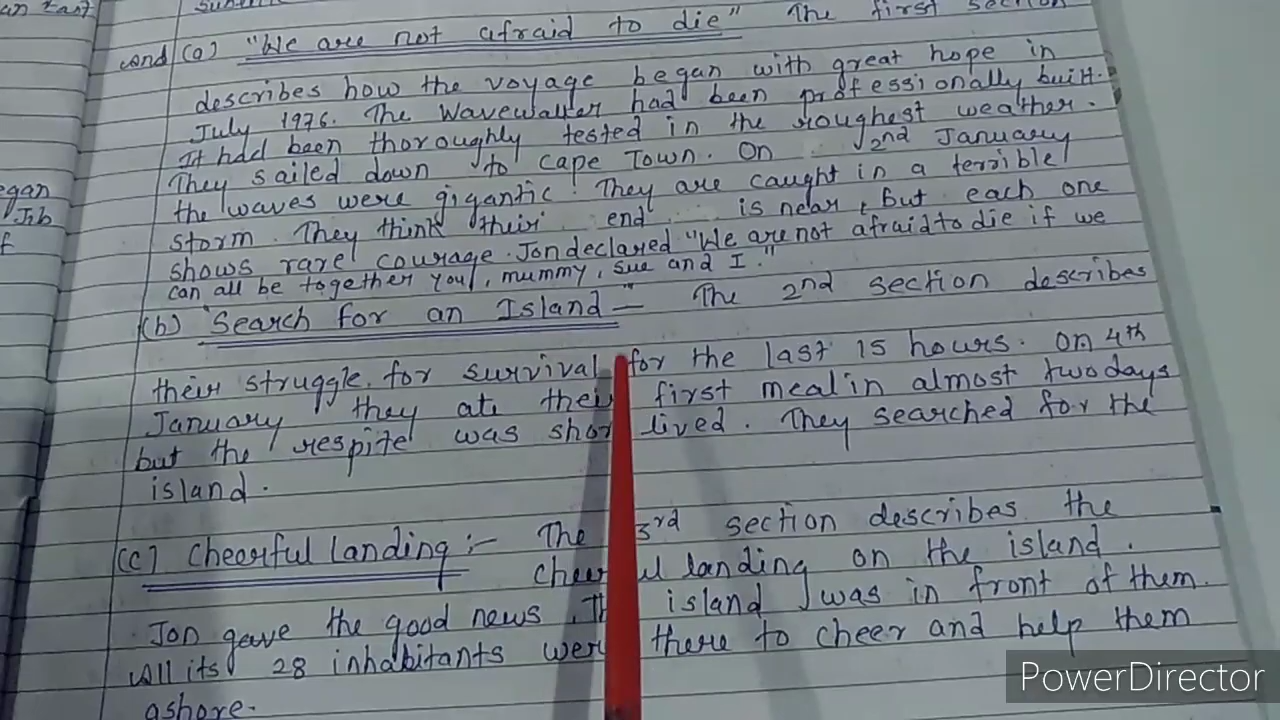 an East
and (a) "We are not afraid to die" The first section
describes how the voyage began with great hope in
July 1976. The Wavewalker had been professionally built.
It had been thoroughly tested in the roughest weather.
They sailed down to Cape Town. On 2nd January
the waves were gigantic. They are caught in a terrible
storm. They think their end is near, but each one
shows rare courage. Jon declared "We are not afraid to die if we
can all be together you, mummy, Sue and I."
(b) "Search for an Island" - The 2nd section describes
their struggle for survival for the last 15 hours. On 4th
January they ate their first meal in almost two days
but the respite was short lived. They searched for the
island.
(c) Cheerful Landing :- The 3rd section describes the
cheerful landing on the island.
Jon gave the good news. The island was in front of them.
All its 28 inhabitants were there to cheer and help them
ashore.
egan
Jib
f
PowerDirector